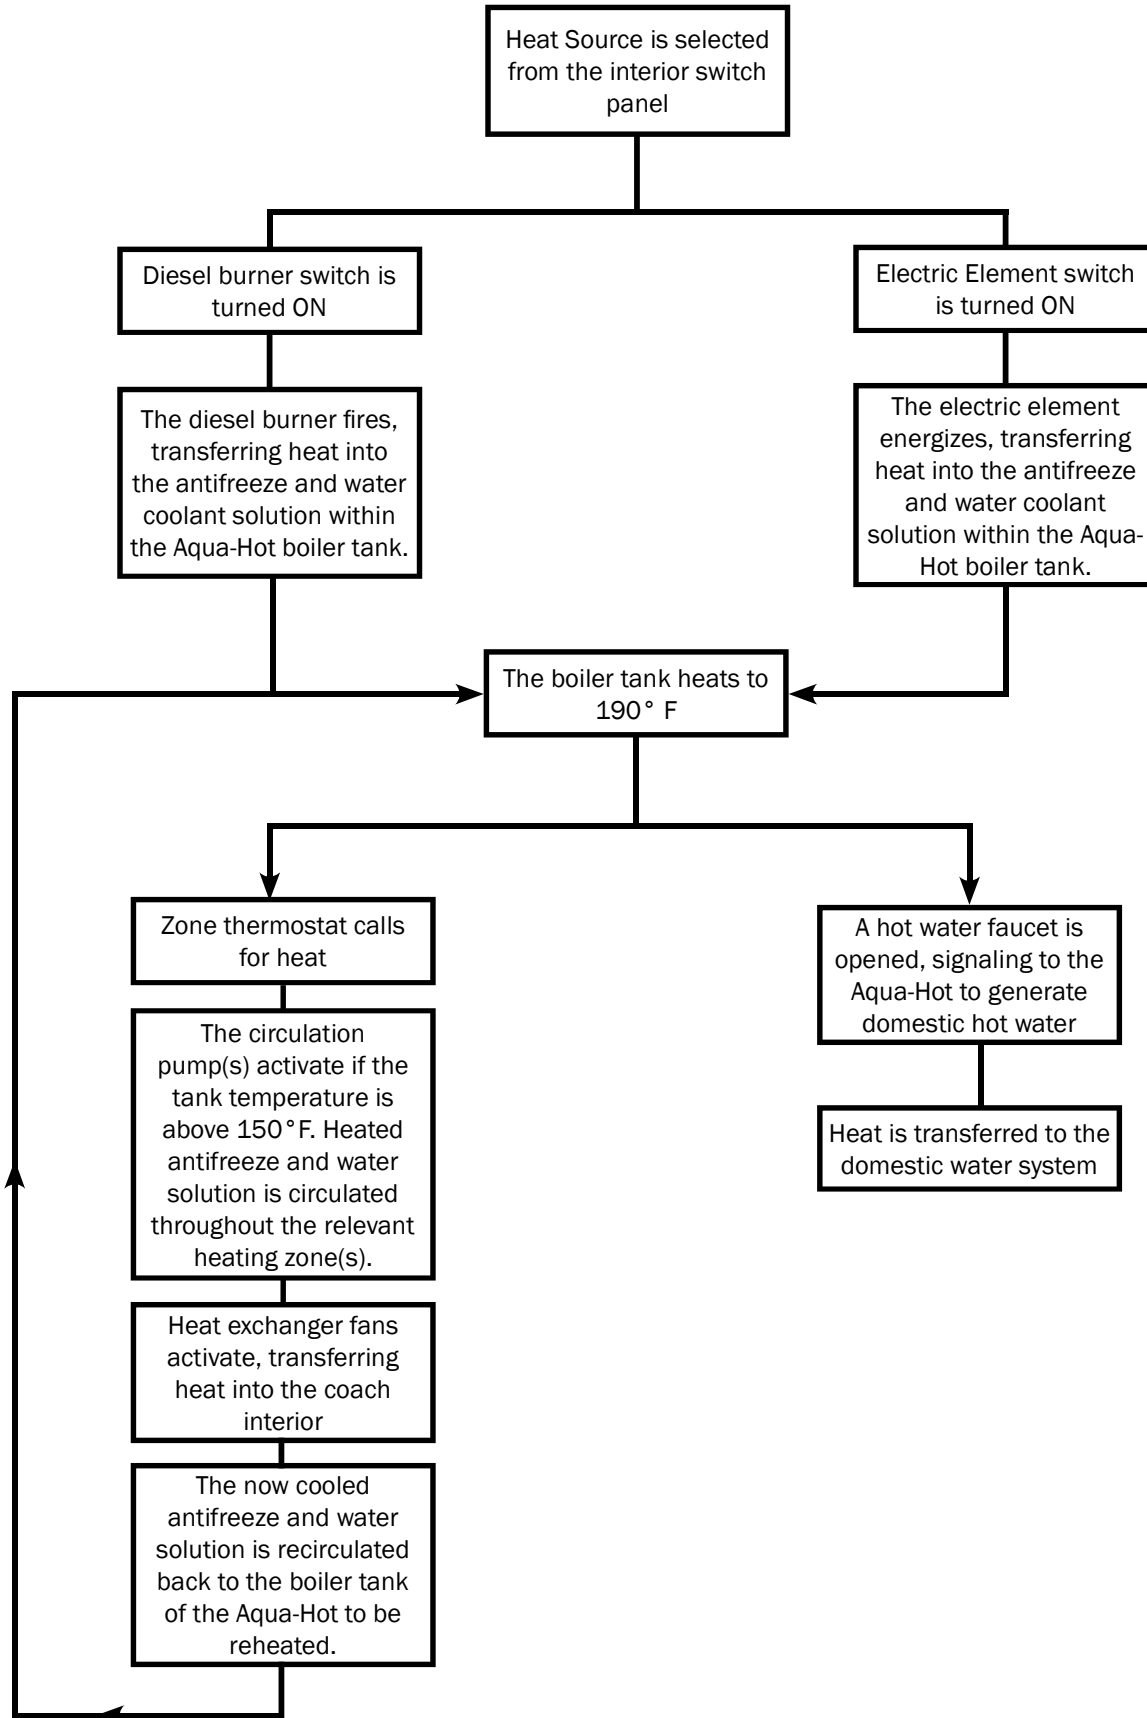 Heat Source is selected
from the interior switch
panel
Diesel burner switch is
turned ON
Electric Element switch
is turned ON
The diesel burner fires,
transferring heat into
the antifreeze and water
coolant solution within
the Aqua-Hot boiler tank.
The electric element
energizes, transferring
heat into the antifreeze
and water coolant
solution within the Aqua-
Hot boiler tank.
The boiler tank heats to
190° F
Zone thermostat calls
for heat
The circulation
pump(s) activate if the
tank temperature is
above 150°F. Heated
antifreeze and water
solution is circulated
throughout the relevant
heating zone(s).
Heat exchanger fans
activate, transferring
heat into the coach
interior
The now cooled
antifreeze and water
solution is recirculated
back to the boiler tank
of the Aqua-Hot to be
reheated.
A hot water faucet is
opened, signaling to the
Aqua-Hot to generate
domestic hot water
Heat is transferred to the
domestic water system